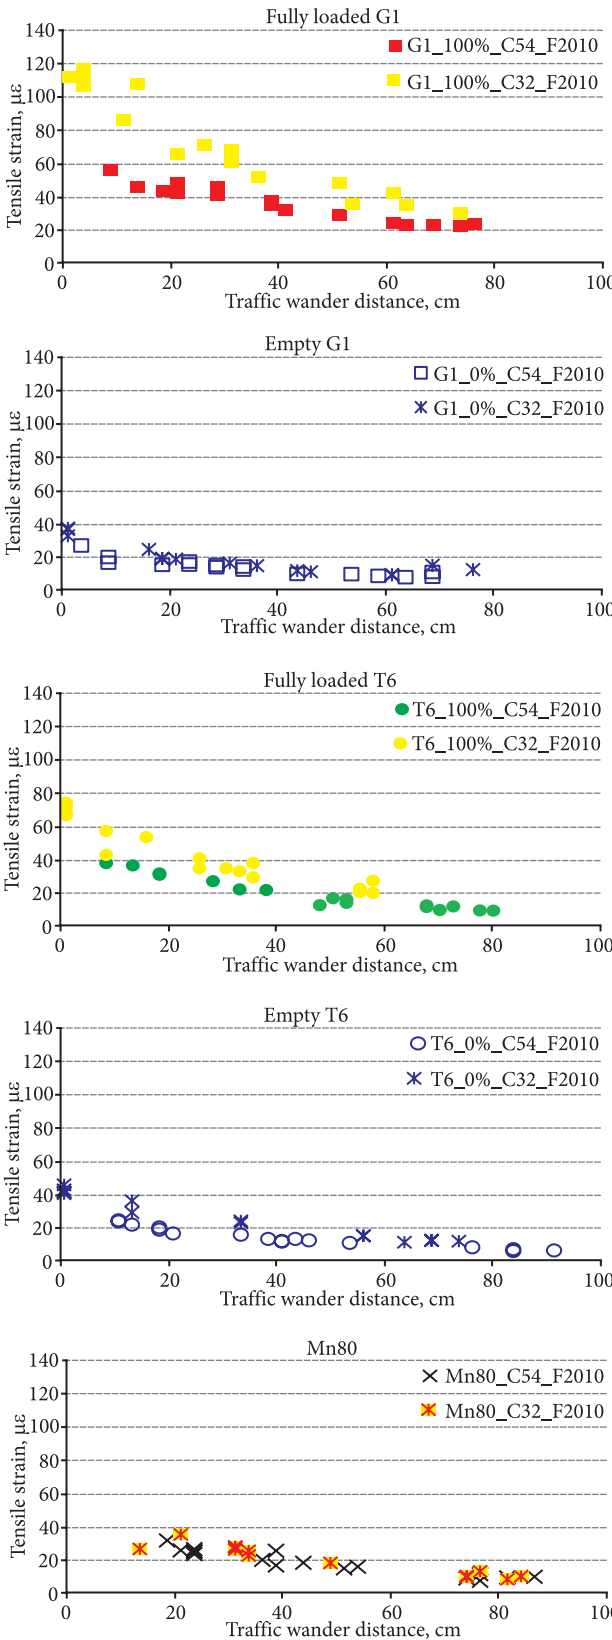 Fully loaded G1
140
G1_100%_C54_F2010
120
G1_100%_C32_F2010
100
80
60
40
20
0
Tensile strain, με
0 20 40 60 80 100
Traffic wander distance, cm
Empty G1
140
G1_0%_C54_F2010
120
G1_0%_C32_F2010
100
80
60
40
20
0
Tensile strain, με
0 20 40 60 80 100
Traffic wander distance, cm
Fully loaded T6
140
T6_100%_C54_F2010
120
T6_100%_C32_F2010
100
80
60
40
20
0
Tensile strain, με
0 20 40 60 80 100
Traffic wander distance, cm
Empty T6
140
T6_0%_C54_F2010
120
T6_0%_C32_F2010
100
80
60
40
20
0
Tensile strain, με
0 20 40 60 80 100
Traffic wander distance, cm
Mn80
140
Mn80_C54_F2010
120
Mn80_C32_F2010
100
80
60
40
20
0
Tensile strain, με
0 20 40 60 80 100
Traffic wander distance, cm